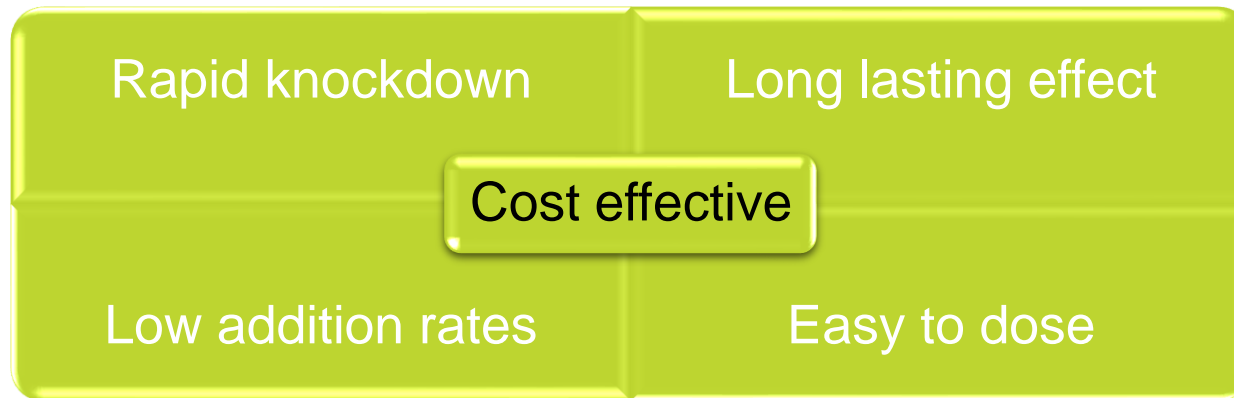 Rapid knockdown
Long lasting effect
Cost effective
Low addition rates
Easy to dose